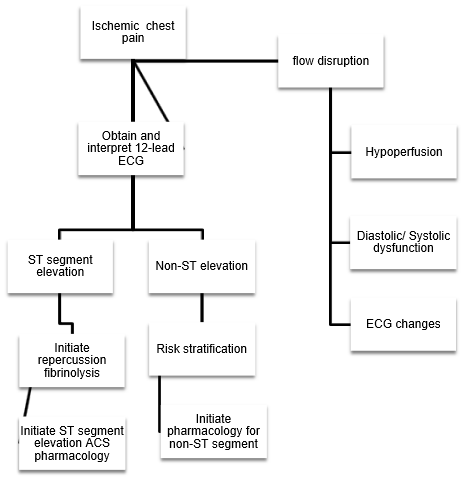 Ischemic chest
pain
flow disruption
Obtain and
interpret 12-lead
ECG
Hypoperfusion
Diastolic/ Systolic
dysfunction
ST segment
elevation
Non-ST elevation
ECG changes
Initiate
repercussion
fibrinolysis
Risk stratification
Initiate ST segment
elevation ACS
pharmacology
Initiate
pharmacology for
non-ST segment